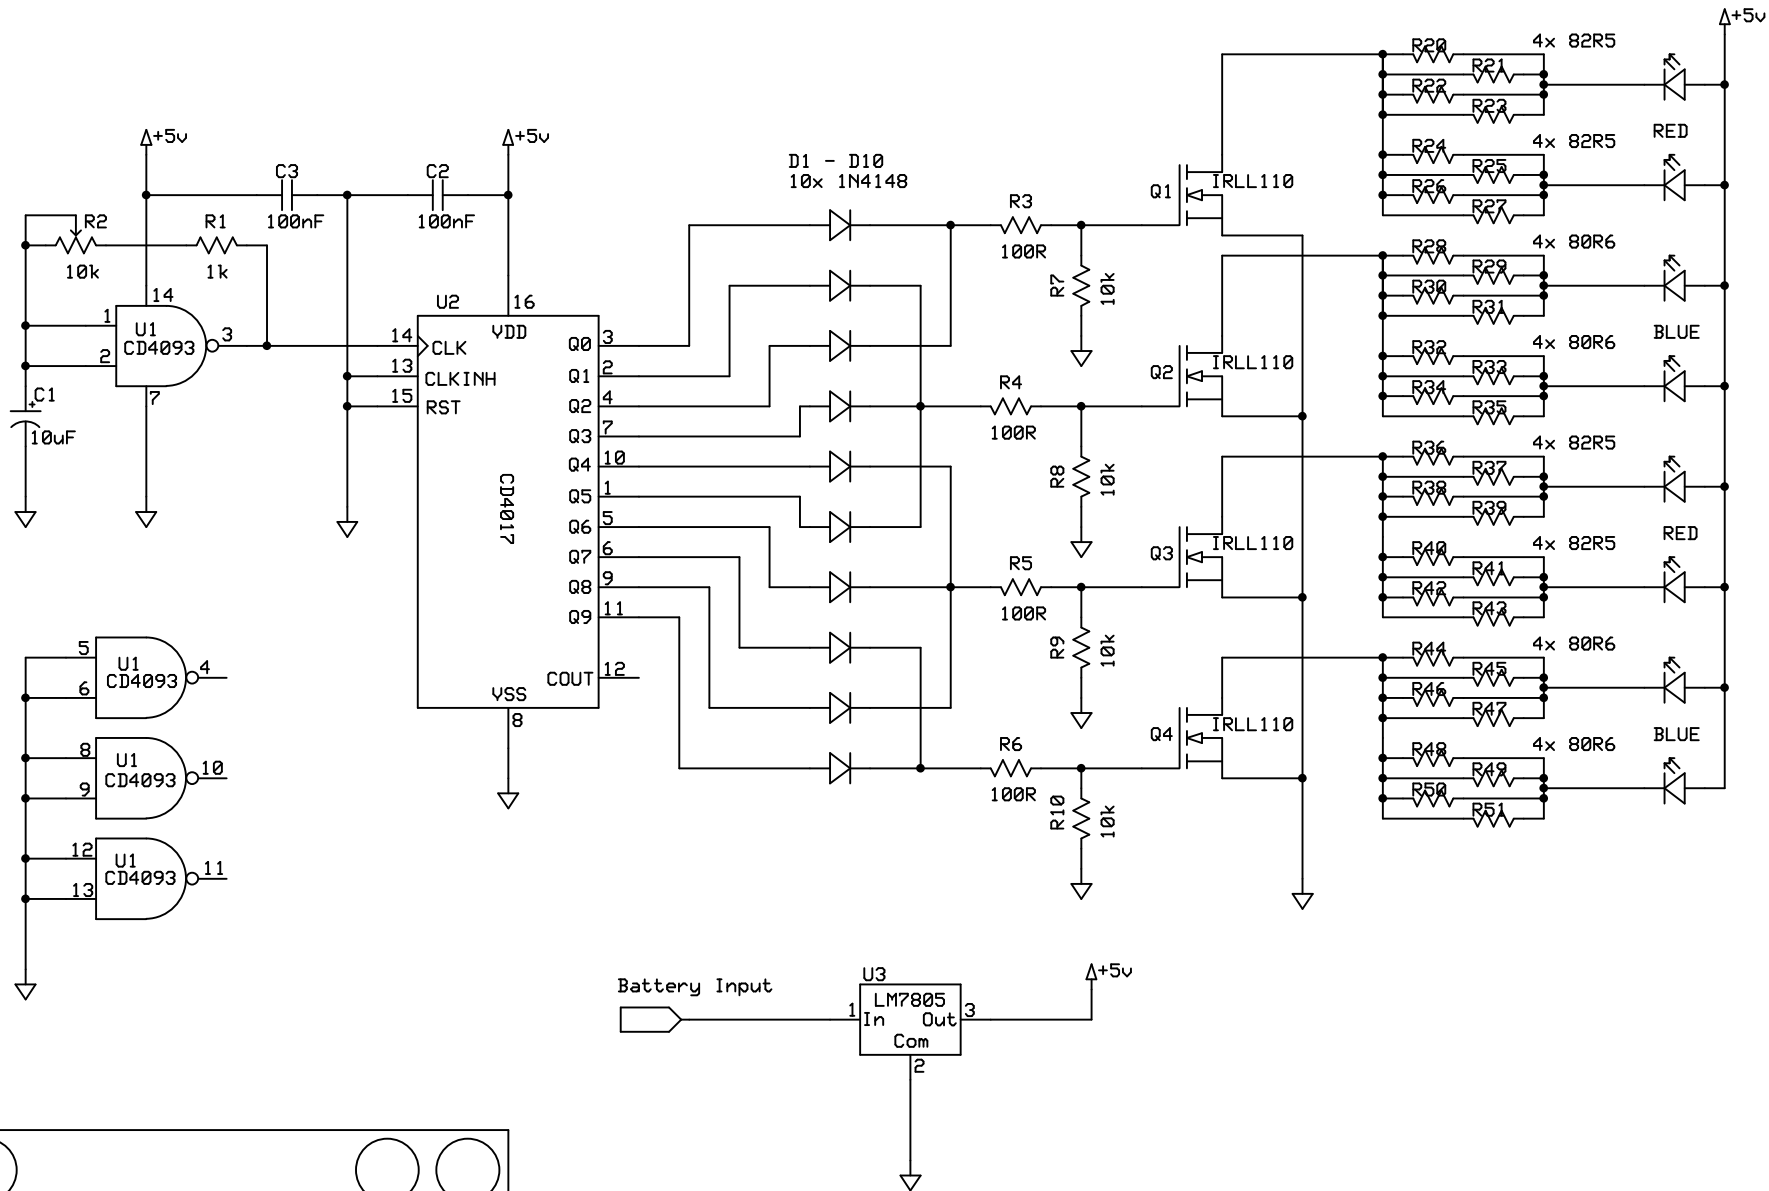 +5v
R20
4x 82R5
R21
R22
R23
RED
+5v
+5v
C3
C2
100nF
100nF
R24
4x 82R5
R25
R26
R27
D1 - D10
10x 1N4148
R3
100R
Q1
IRLL110
R2
R1
10k
1k
R7
10k
R28
4x 80R6
R29
R30
R31
BLUE
14
1
U1
CD4093
3
2
7
C1
+
10uF
U2
16
VDD
14
CLK
13
CLKINH
15
RST
CD4017
Q0
3
Q1
2
Q2
4
Q3
7
Q4
10
Q5
1
Q6
5
Q7
6
Q8
9
Q9
11
COUT
12
VSS
8
R4
100R
Q2
IRLL110
R8
10k
R32
4x 80R6
R33
R34
R35
R36
4x 82R5
R37
R38
R39
RED
R5
100R
Q3
IRLL110
R9
10k
R40
4x 82R5
R41
R42
R43
R44
4x 80R6
R45
R46
R47
BLUE
R6
100R
Q4
IRLL110
R10
10k
R48
4x 80R6
R49
R50
R51
5
U1
CD4093
4
6
8
U1
CD4093
10
9
12
U1
CD4093
11
13
Battery Input
U3
LM7805
1
In
Out
3
Com
2
+5v